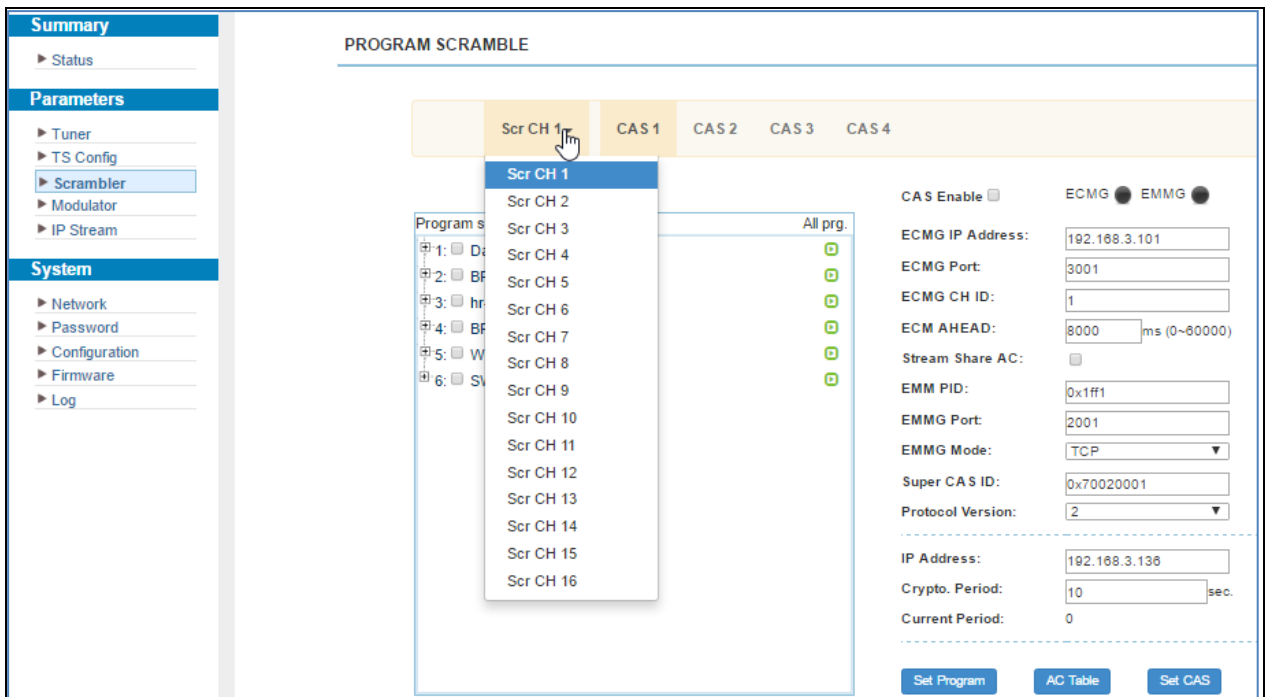 Summary
Status
Parameters
Tuner
TS Config
Scrambler
Modulator
IP Stream
System
Network
Password
Configuration
Firmware
Log
PROGRAM SCRAMBLE
Scr CH 1 CAS 1 CAS 2 CAS 3 CAS 4
Scr CH 1
Scr CH 2
Scr CH 3
Scr CH 4
Scr CH 5
Scr CH 6
Scr CH 7
Scr CH 8
Scr CH 9
Scr CH 10
Scr CH 11
Scr CH 12
Scr CH 13
Scr CH 14
Scr CH 15
Scr CH 16
Program All prg.
1:
2:
3:
4:
5:
6:
CAS Enable ECMG EMMG
ECMG IP Address: 192.168.3.101
ECMG Port: 3001
ECMG CH ID: 1
ECM AHEAD: 8000 ms (0~60000)
Stream Share AC:
EMM PID: 0x1ff1
EMMG Port: 2001
EMMG Mode: TCP
Super CAS ID: 0x70020001
Protocol Version: 2
IP Address: 192.168.3.136
Crypto. Period: 10 sec.
Current Period: 0
Set Program AC Table Set CAS